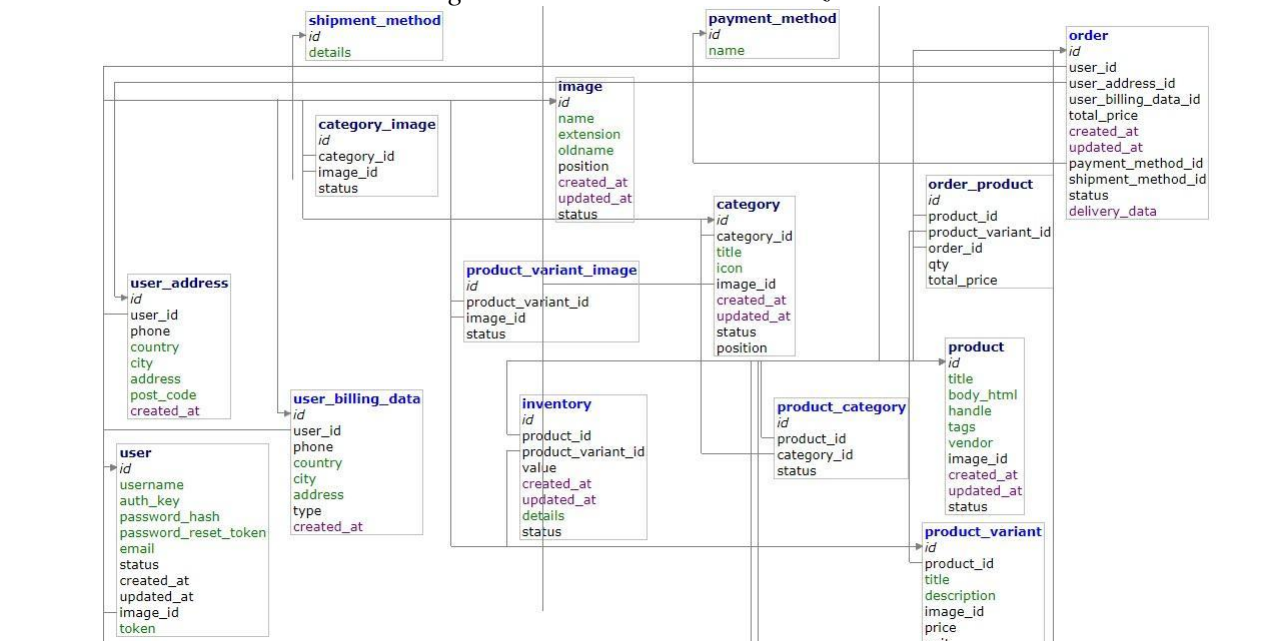 shipment_method
id
details
payment_method
id
name
order
id
user_id
user_address_id
user_billing_data_id
total_price
created_at
updated_at
payment_method_id
shipment_method_id
status
delivery_data
image
id
name
extension
oldname
position
created_at
updated_at
status
category_image
id
category_id
image_id
status
order_product
id
product_id
product_variant_id
order_id
qty
total_price
category
id
category_id
title
icon
image_id
created_at
updated_at
status
position
product_variant_image
id
product_variant_id
image_id
status
user_address
id
user_id
phone
country
city
address
post_code
created_at
product
id
title
body_html
handle
tags
vendor
image_id
created_at
updated_at
status
user_billing_data
id
user_id
phone
country
city
address
type
created_at
inventory
id
product_id
product_variant_id
value
created_at
updated_at
details
status
product_category
id
product_id
category_id
status
user
id
username
auth_key
password_hash
password_reset_token
email
status
created_at
updated_at
image_id
token
product_variant
id
product_id
title
description
image_id
price